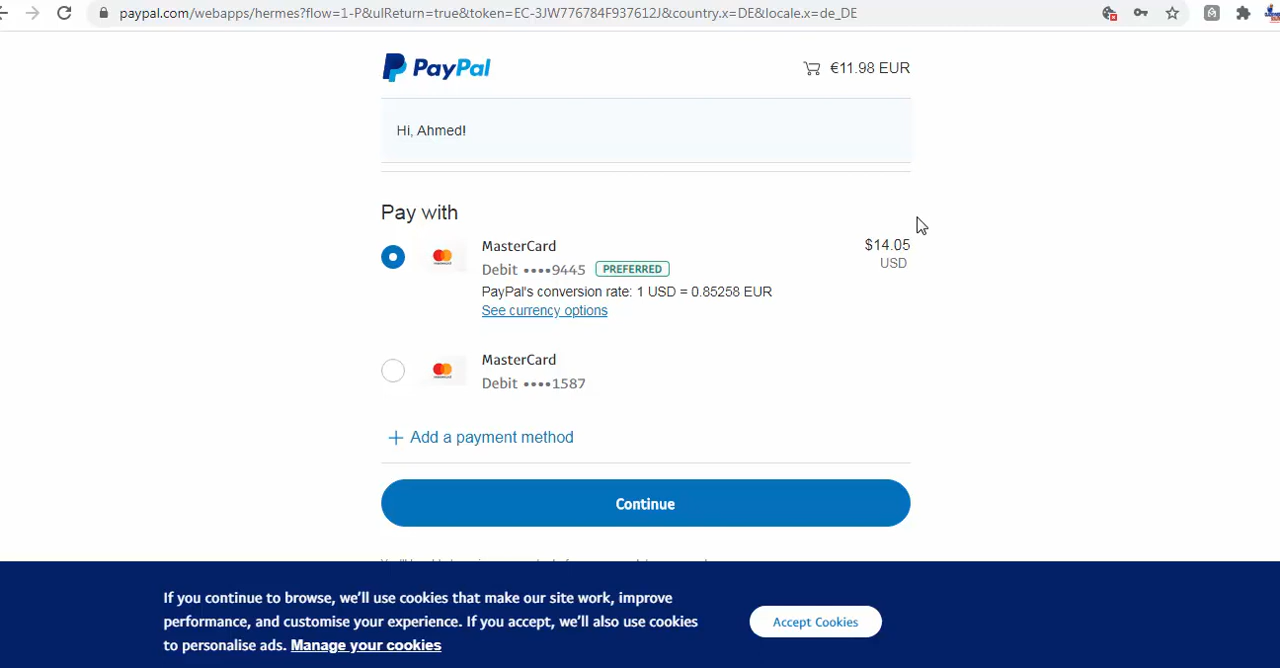 paypal.com/webapps/hermes?flow=1-P&ulReturn=true&token=EC-3JW776784F937612J&country.x=DE&locale.x=de_DE
PayPal
€11.98 EUR
Hi, Ahmed!
Pay with
MasterCard
$14.05
Debit ••••9445 PREFERRED
USD
PayPal's conversion rate: 1 USD = 0.85258 EUR
See currency options
MasterCard
Debit ••••1587
+ Add a payment method
Continue
If you continue to browse, we'll use cookies that make our site work, improve
performance, and customise your experience. If you accept, we'll also use cookies
to personalise ads. Manage your cookies
Accept Cookies